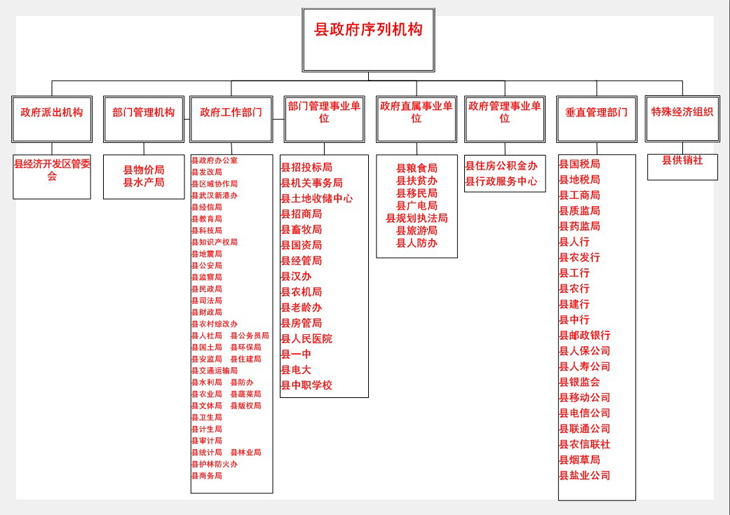 县政府序列机构
政府派出机构
部门管理机构
政府工作部门
部门管理事业单
位
政府直属事业单
位
政府管理事业单
位
垂直管理部门
特殊经济组织
县经济开发区管委
会
县物价局
县水产局
县政府办公室
县发改局
县区域协作局
县武汉新港办
县经信局
县教育局
县科技局
县知识产权局
县地震局
县公安局
县监察局
县民政局
县司法局
县财政局
县农村综改办
县人社局 县公务员局
县国土局 县环保局
县安监局 县住建局
县交通运输局
县水利局 县防办
县农业局 县蔬菜局
县文体局 县版权局
县卫生局
县计生局
县审计局
县统计局 县林业局
县护林防火办
县商务局
县招投标局
县机关事务局
县土地收储中心
县招商局
县畜牧局
县国资局
县经管局
县汉办
县农机局
县老龄办
县房管局
县人民医院
县一中
县电大
县中职学校
县粮食局
县扶贫办
县移民局
县广电局
县规划执法局
县旅游局
县人防办
县住房公积金办
县行政服务中心
县国税局
县地税局
县工商局
县质监局
县药监局
县人行
县农发行
县工行
县农行
县建行
县中行
县邮政银行
县人保公司
县人寿公司
县银监会
县移动公司
县电信公司
县联通公司
县农信联社
县烟草局
县盐业公司
县供销社